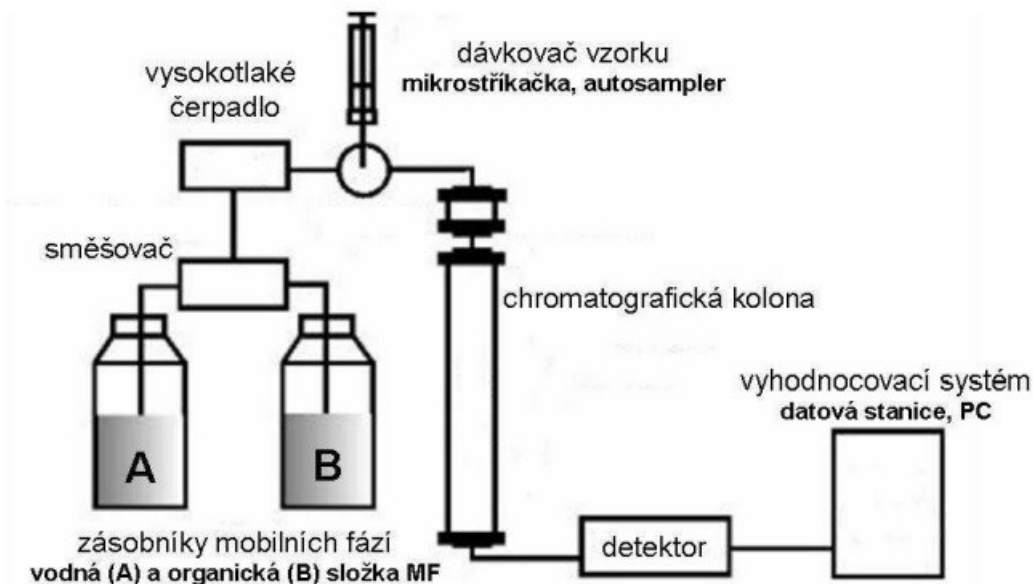 vysokotlaké
čerpadlo
dávkovač vzorku
mikrostříkačka, autosampler
směšovač
chromatografická kolona
vyhodnocovací systém
datová stanice, PC
A
B
detektor
zásobníky mobilních fází
vodná (A) a organická (B) složka MF